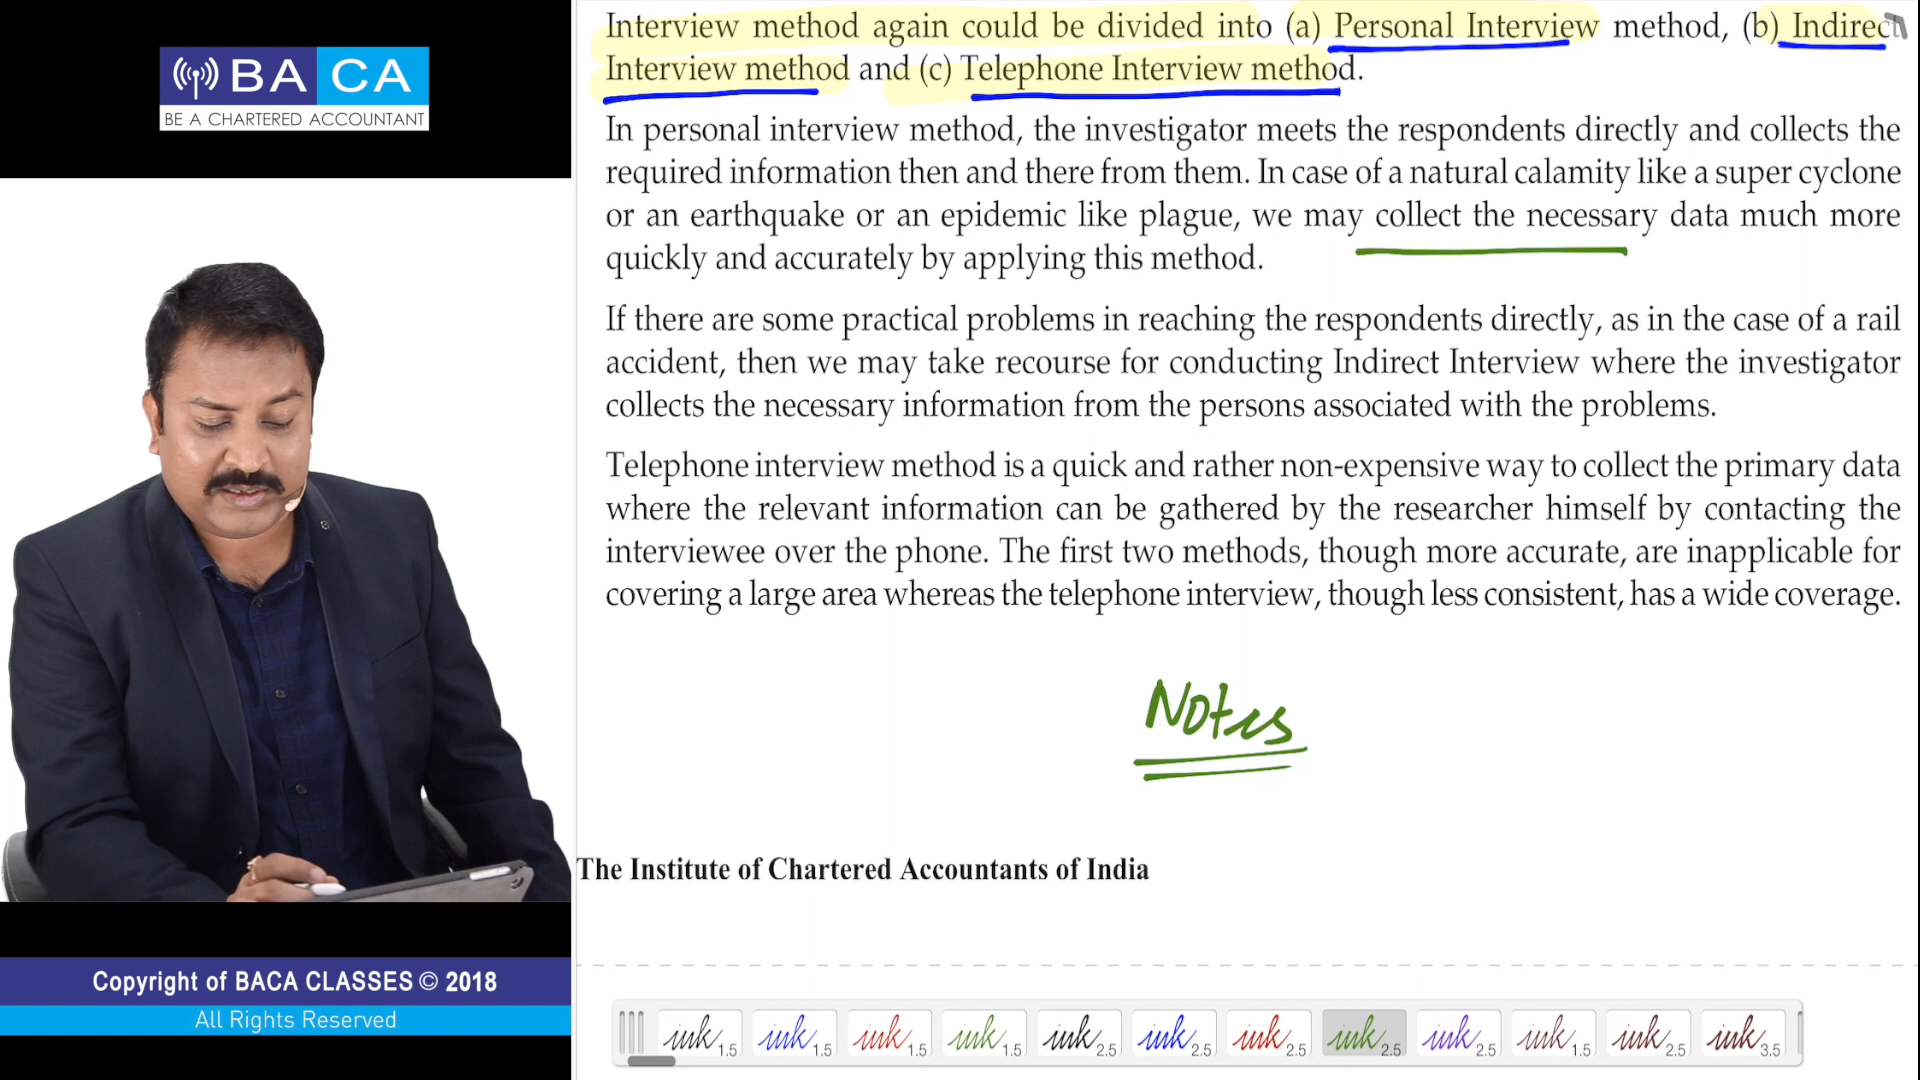 BA CA
BE A CHARTERED ACCOUNTANT
Interview method again could be divided into (a) Personal Interview method, (b) Indirect
Interview method and (c) Telephone Interview method.
In personal interview method, the investigator meets the respondents directly and collects the
required information then and there from them. In case of a natural calamity like a super cyclone
or an earthquake or an epidemic like plague, we may collect the necessary data much more
quickly and accurately by applying this method.
If there are some practical problems in reaching the respondents directly, as in the case of a rail
accident, then we may take recourse for conducting Indirect Interview where the investigator
collects the necessary information from the persons associated with the problems.
Telephone interview method is a quick and rather non-expensive way to collect the primary data
where the relevant information can be gathered by the researcher himself by contacting the
interviewee over the phone. The first two methods, though more accurate, are inapplicable for
covering a large area whereas the telephone interview, though less consistent, has a wide coverage.
Notes
The Institute of Chartered Accountants of India
Copyright of BACA CLASSES © 2018
All Rights Reserved
ink 1.5 ink 1.5 ink 1.5 ink 1.5 ink 2.5 ink 2.5 ink 2.5 ink 2.5 ink 2.5 ink 1.5 ink 2.5 ink 3.5